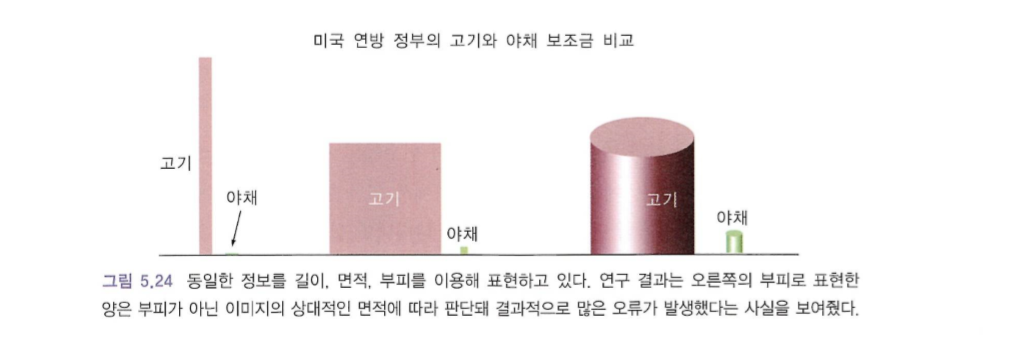 미국 연방 정부의 고기와 야채 보조금 비교
고기
야채
고기
야채
고기
야채
그림 5.24 동일한 정보를 길이, 면적, 부피를 이용해 표현하고 있다. 연구 결과는 오른쪽의 부피로 표현한
양은 부피가 아닌 이미지의 상대적인 면적에 따라 판단돼 결과적으로 많은 오류가 발생했다는 사실을 보여줬다.